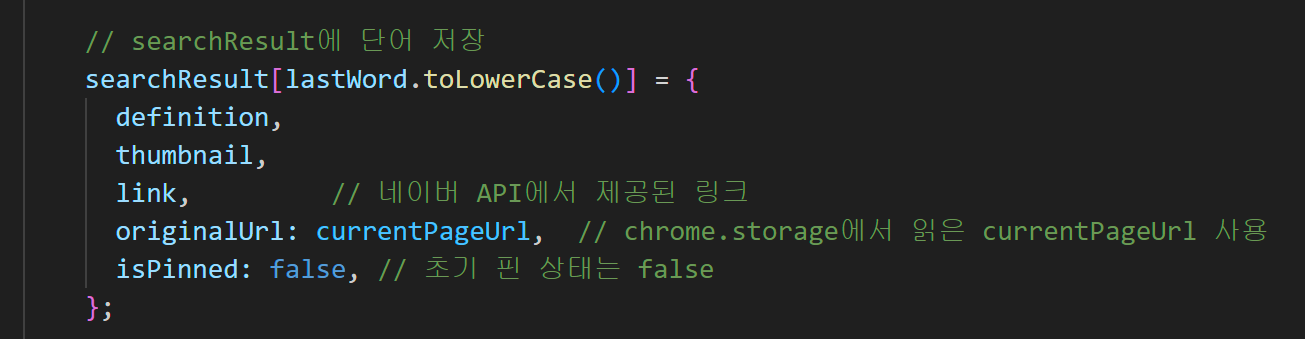 // searchResult에 단어 저장
searchResult[lastWord.toLowerCase()] = {
definition,
thumbnail,
link, // 네이버 API에서 제공된 링크
originalUrl: currentPageUrl, // chrome.storage에서 읽은 currentPageUrl 사용
isPinned: false, // 초기 핀 상태는 false
};